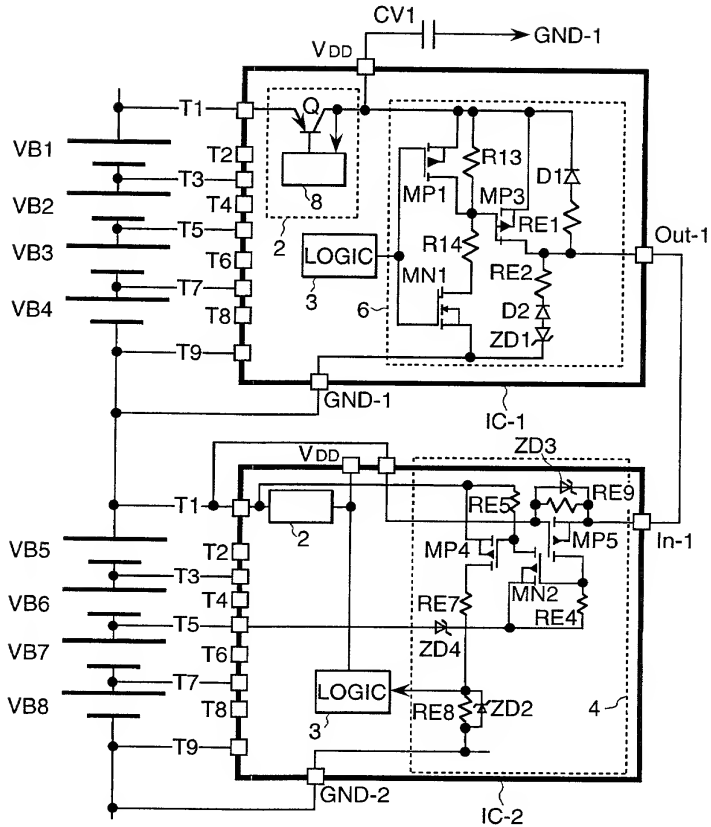 CV1
GND-1
VDD
T1
Q
VB1
T2
T3
8
MP1
R13
MP3
D1
RE1
VB2
T4
2
T5
R14
Out-1
VB3
T6
LOGIC
MN1
RE2
3
6
D2
T7
ZD1
VB4
T8
T9
GND-1
IC-1
VDD
ZD3
T1
2
RE5
RE9
In-1
VB5
T2
MP4
MP5
T3
MN2
VB6
T4
RE7
RE4
T5
ZD4
VB7
T6
T7
LOGIC
RE8
ZD2
4
VB8
T8
3
T9
GND-2
IC-2